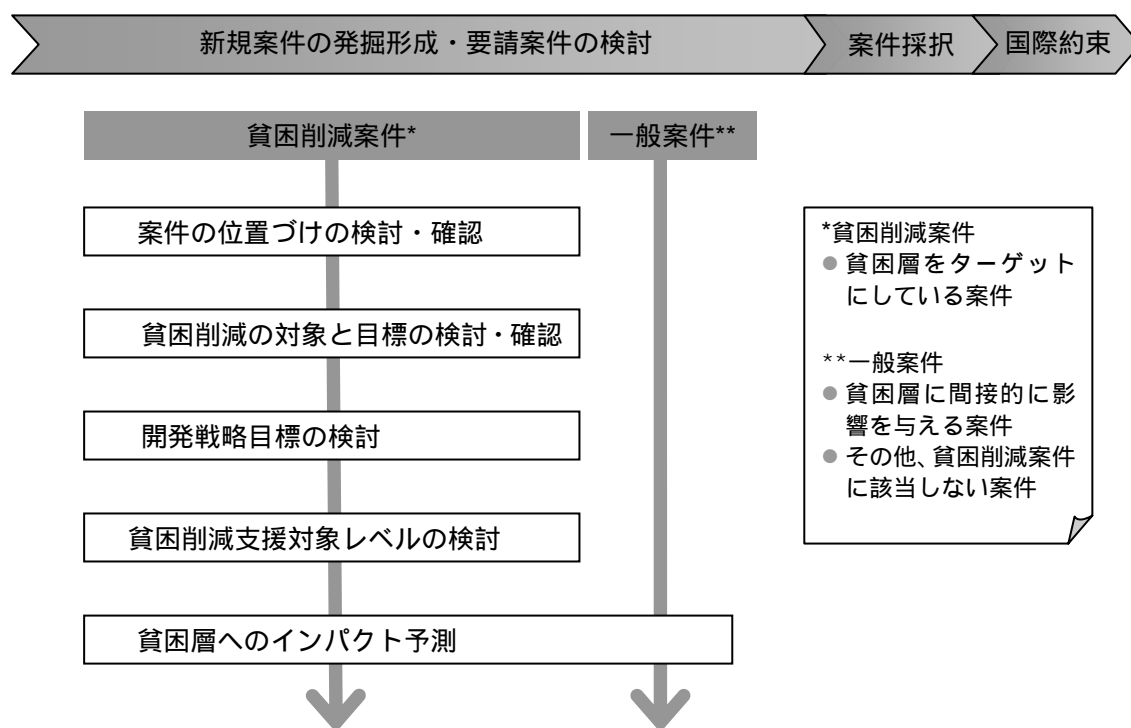 新規案件の発掘形成・要請案件の検討
案件採択
国際約束
貧困削減案件*
一般案件**
案件の位置づけの検討・確認
貧困削減の対象と目標の検討・確認
開発戦略目標の検討
貧困削減支援対象レベルの検討
貧困層へのインパクト予測
*貧困削減案件
● 貧困層をターゲット
にしている案件
**一般案件
● 貧困層に間接的に影
響を与える案件
● その他、貧困削減案件
に該当しない案件